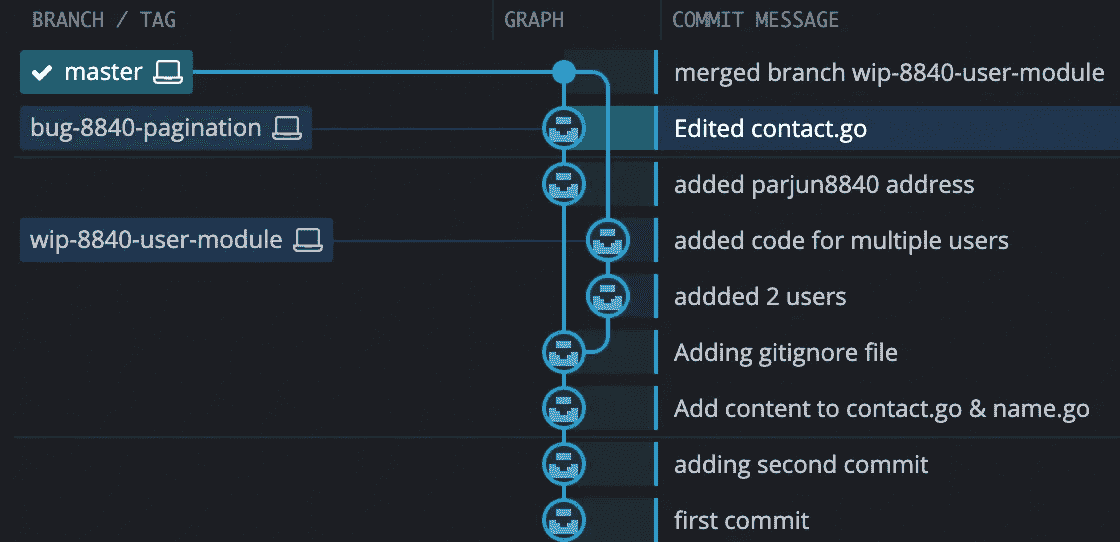 BRANCH / TAG GRAPH COMMIT MESSAGE
master merged branch wip-8840-user-module
bug-8840-pagination Edited contact.go
added parjun8840 address
wip-8840-user-module added code for multiple users
addded 2 users
Adding gitignore file
Add content to contact.go & name.go
adding second commit
first commit